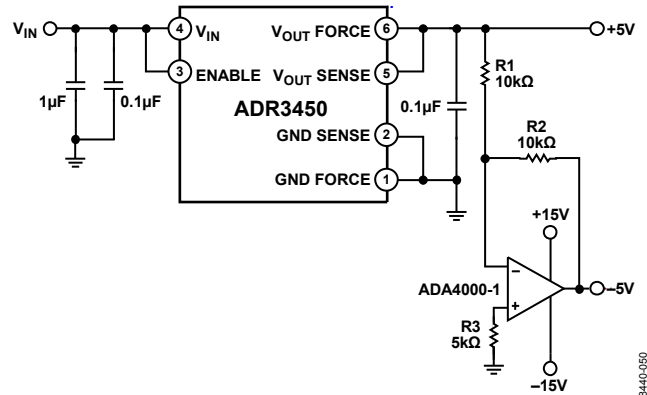 VIN
4
VIN
VOUT FORCE
6
+5V
3
ENABLE
VOUT SENSE
5
R1
10kΩ
1µF
0.1µF
ADR3450
0.1µF
GND SENSE
2
R2
10kΩ
GND FORCE
1
+15V
ADA4000-1
–
+
–5V
R3
5kΩ
–15V
8440-050